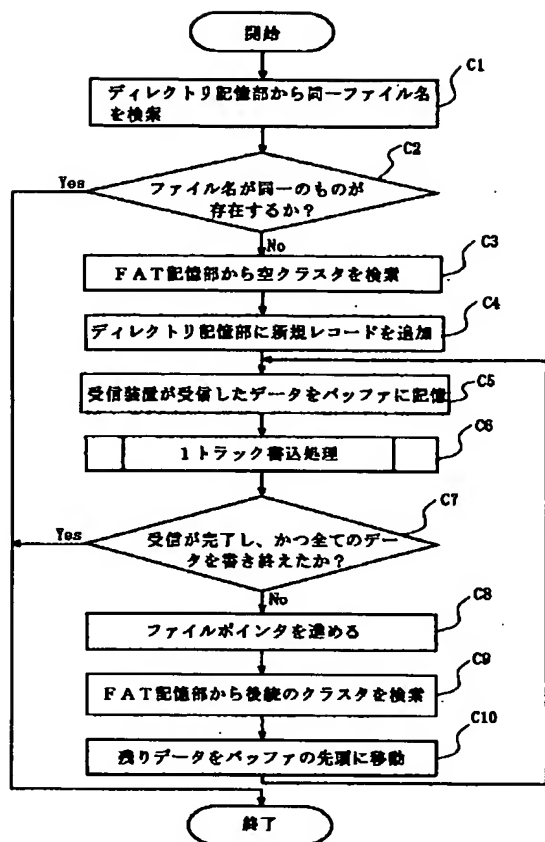 開始
C1
ディレクトリ記憶部から同一ファイル名
を検索
C2
Yes
ファイル名が同一のものが
存在するか?
No
C3
FAT記憶部から空クラスタを検索
C4
ディレクトリ記憶部に新規レコードを追加
C5
受信装置が受信したデータをバッファに記憶
C6
1トラック書込処理
C7
Yes
受信が完了し、かつ全てのデー
タを書き終えたか?
No
C8
ファイルポインタを進める
C9
FAT記憶部から後続のクラスタを検索
C10
残りデータをバッファの先頭に移動
終了